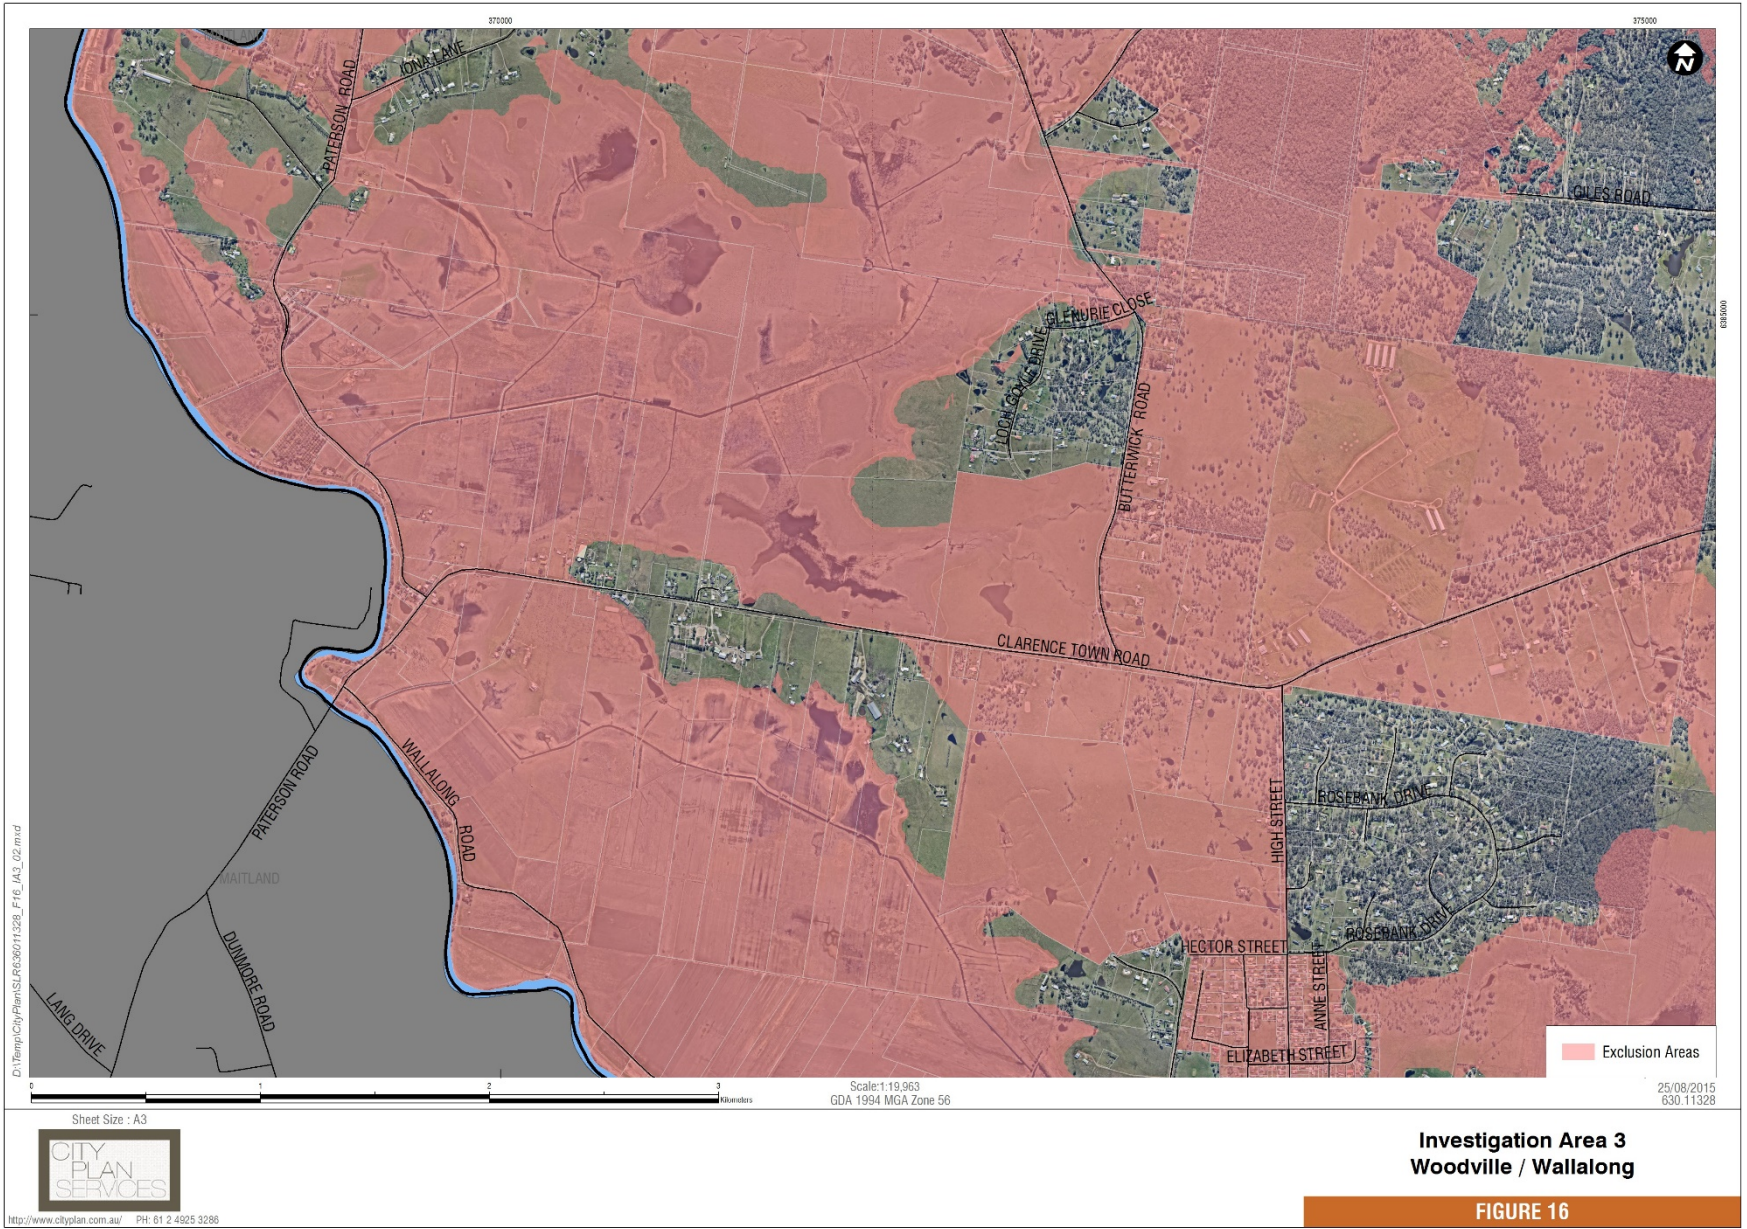 370000
375000
IONA LANE
PATERSON ROAD
N
GILES ROAD
6385000
GLENURIE CLOSE
LOCH GOYLE DRIVE
BUTTERWICK ROAD
CLARENCE TOWN ROAD
WALLALONG
ROAD
PATERSON ROAD
MAITLAND
DUNMORE ROAD
LANG DRIVE
HIGH STREET
ROSEBANK DRIVE
ROSEBANK DRIVE
HECTOR STREET
ANNE STREET
ELIZABETH STREET
Exclusion Areas
D:\Temp\CityPlan\SLR63601\1328_F16_IA3_02.mxd
0 1 2 3
Kilometers
Scale:1:19,963
GDA 1994 MGA Zone 56
25/08/2015
630.11328
Sheet Size : A3
CITY
PLAN
SERVICES
http://www.cityplan.com.au/ PH: 61 2 4925 3286
Investigation Area 3
Woodville / Wallalong
FIGURE 16